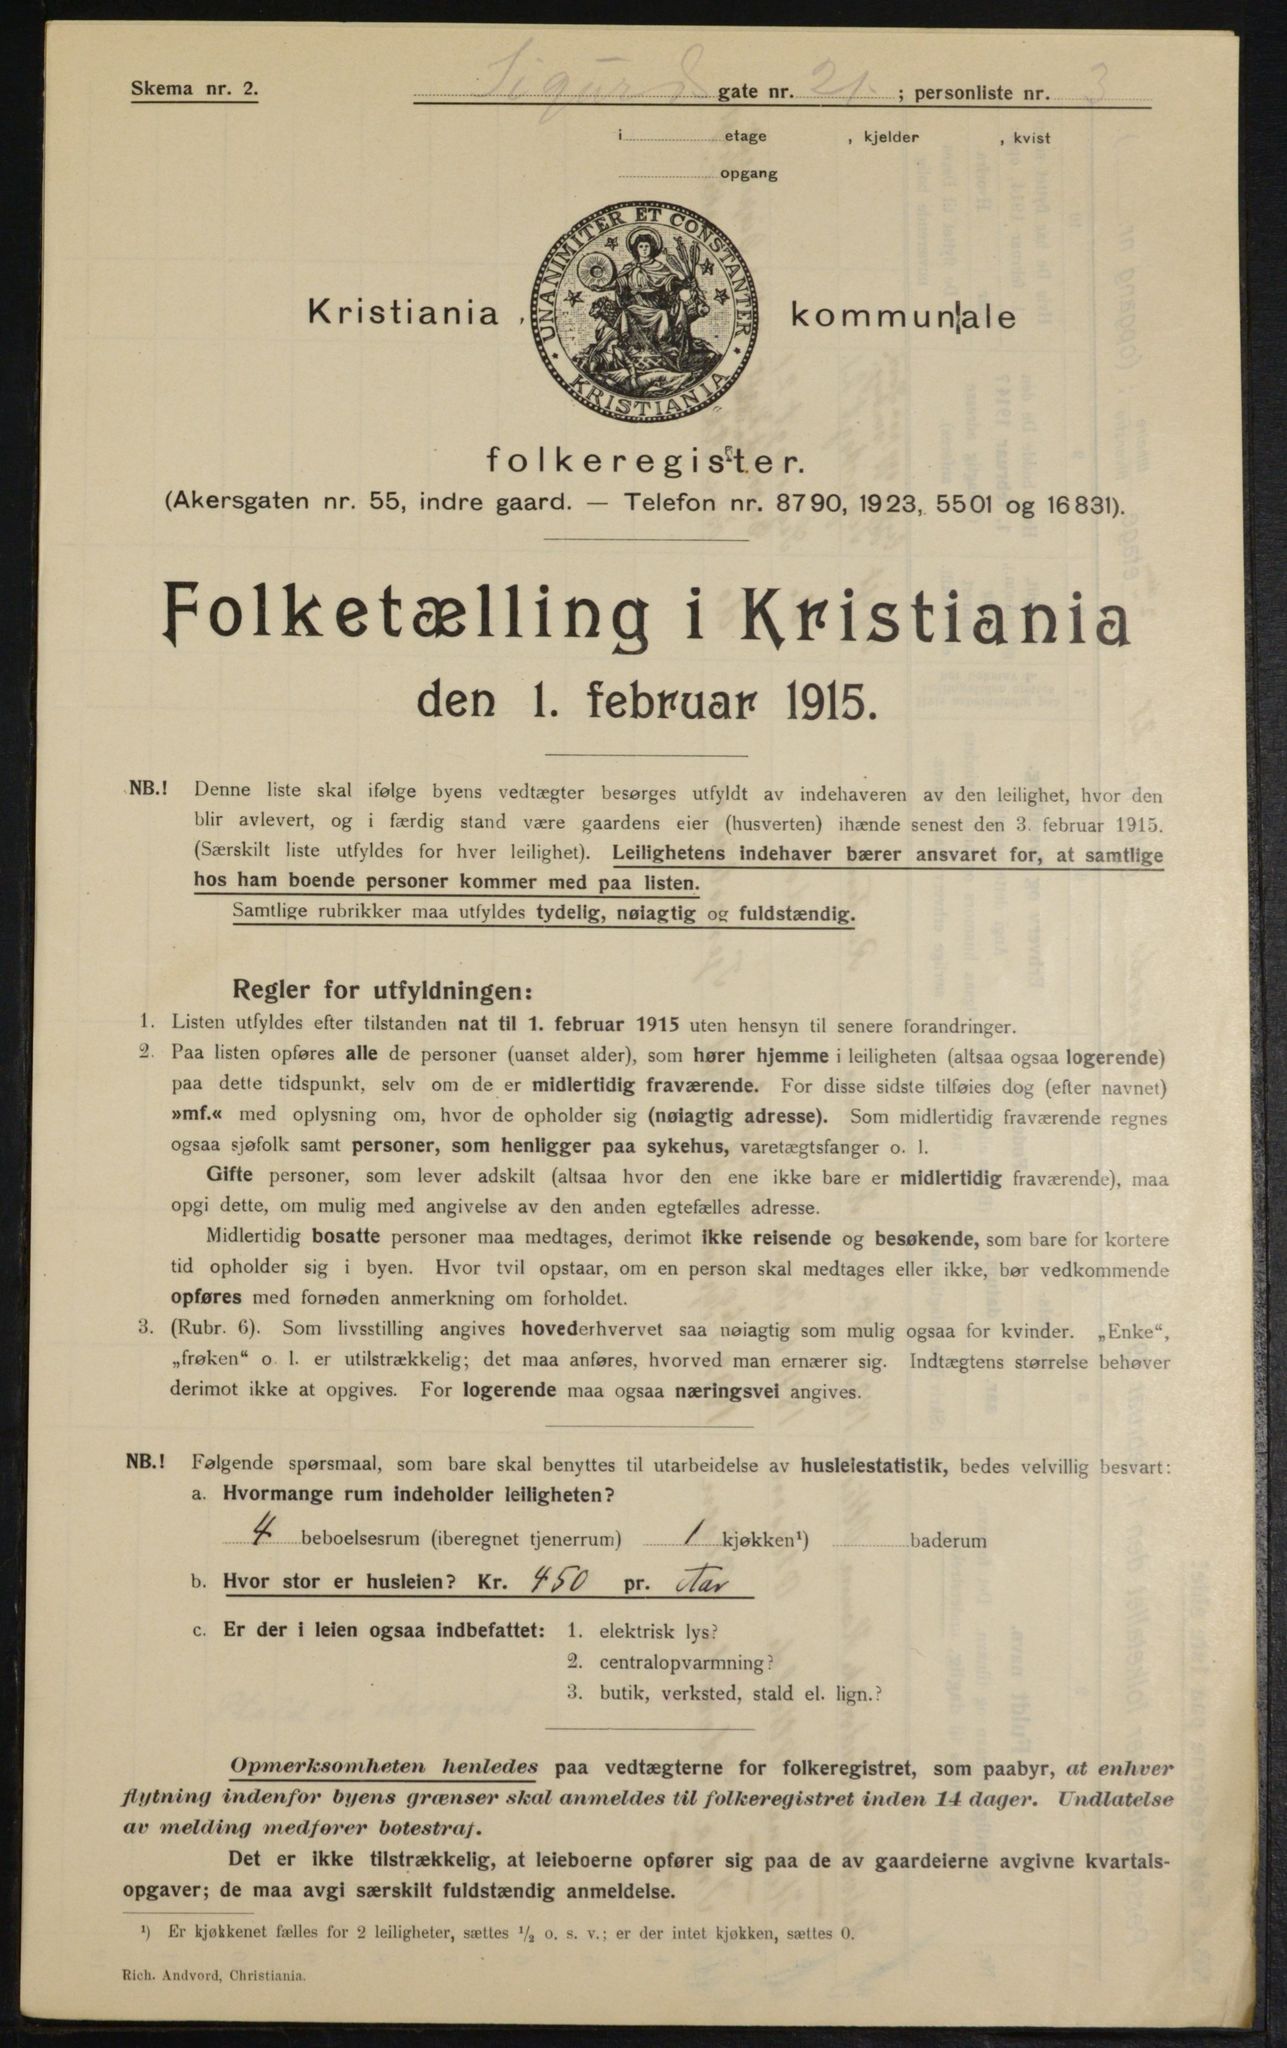 Skema nr. 2.
Sigurds gate nr. 21. ; personliste nr. 3
i etage , kjelder , kvist
opgang
UNANIMITER ET CONSTANTER
KRISTIANIA
Kristiania kommunale
folkeregister.
(Akersgaten nr. 55, indre gaard. — Telefon nr. 8790, 1923, 5501 og 16831).
Folketælling i Kristiania
den 1. februar 1915.
NB.! Denne liste skal ifølge byens vedtægter besørges utfyldt av indehaveren av den leilighet, hvor den
blir avlevert, og i færdig stand være gaardens eier (husverten) ihænde senest den 3. februar 1915.
(Særskilt liste utfyldes for hver leilighet). Leilighetens indehaver bærer ansvaret for, at samtlige
hos ham boende personer kommer med paa listen.
Samtlige rubrikker maa utfyldes tydelig, nøiagtig og fuldstændig.
Regler for utfyldningen:
1. Listen utfyldes efter tilstanden nat til 1. februar 1915 uten hensyn til senere forandringer.
2. Paa listen opføres alle de personer (uanset alder), som hører hjemme i leiligheten (altsaa ogsaa logerende)
paa dette tidspunkt, selv om de er midlertidig fraværende. For disse sidste tilføies dog (efter navnet)
»mf.« med oplysning om, hvor de opholder sig (nøiagtig adresse). Som midlertidig fraværende regnes
ogsaa sjøfolk samt personer, som henligger paa sykehus, varetægtsfanger o. l.
Gifte personer, som lever adskilt (altsaa hvor den ene ikke bare er midlertidig fraværende), maa
opgi dette, om mulig med angivelse av den anden egtefælles adresse.
Midlertidig bosatte personer maa medtages, derimot ikke reisende og besøkende, som bare for kortere
tid opholder sig i byen. Hvor tvil opstaar, om en person skal medtages eller ikke, bør vedkommende
opføres med fornøden anmerkning om forholdet.
3. (Rubr. 6). Som livsstilling angives hovederhvervet saa nøiagtig som mulig ogsaa for kvinder. „Enke“,
„frøken“ o. l. er utilstrækkelig; det maa anføres, hvorved man ernærer sig. Indtægtens størrelse behøver
derimot ikke at opgives. For logerende maa ogsaa næringsvei angives.
NB.! Følgende spørsmaal, som bare skal benyttes til utarbeidelse av husleiestatistik, bedes velvillig besvart:
a. Hvormange rum indeholder leiligheten?
4 beboelsesrum (iberegnet tjenerrum) 1 kjøkken¹) baderum
b. Hvor stor er husleien? Kr. 450 pr. Aar
c. Er der i leien ogsaa indbefattet: 1. elektrisk lys?
2. centralopvarmning?
3. butik, verksted, stald el. lign.?
Opmerksomheten henledes paa vedtægterne for folkeregistret, som paabyr, at enhver
flytning indenfor byens grænser skal anmeldes til folkeregistret inden 14 dager. Undlatelse
av melding medfører bøtestraf.
Det er ikke tilstrækkelig, at leieboerne opfører sig paa de av gaardeierne avgivne kvartals-
opgaver; de maa avgi særskilt fuldstændig anmeldelse.
¹) Er kjøkkenet fælles for 2 leiligheter, sættes ½ o. s. v.; er der intet kjøkken, sættes 0.
Rich. Andvord, Christiania.